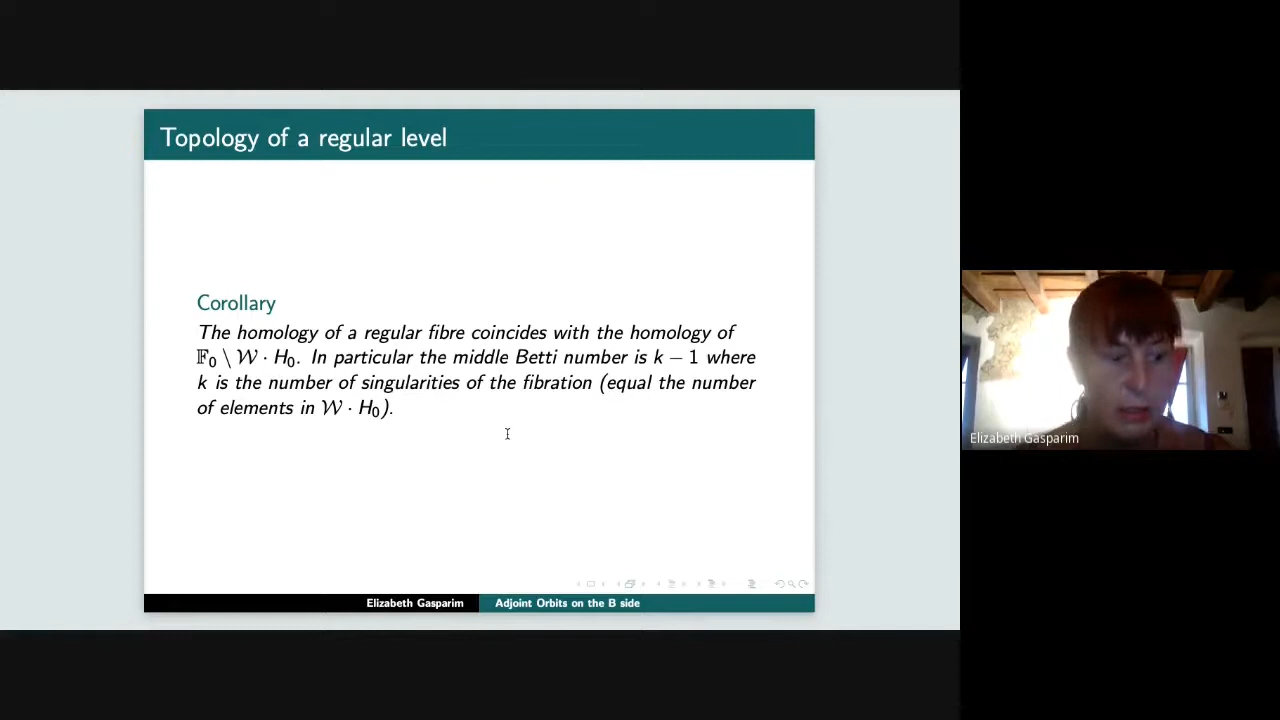 Topology of a regular level
Corollary
The homology of a regular fibre coincides with the homology of
𝔽₀ \ 𝒲 · H₀. In particular the middle Betti number is k − 1 where
k is the number of singularities of the fibration (equal the number
of elements in 𝒲 · H₀).
Elizabeth Gasparim
Elizabeth Gasparim Adjoint Orbits on the B side